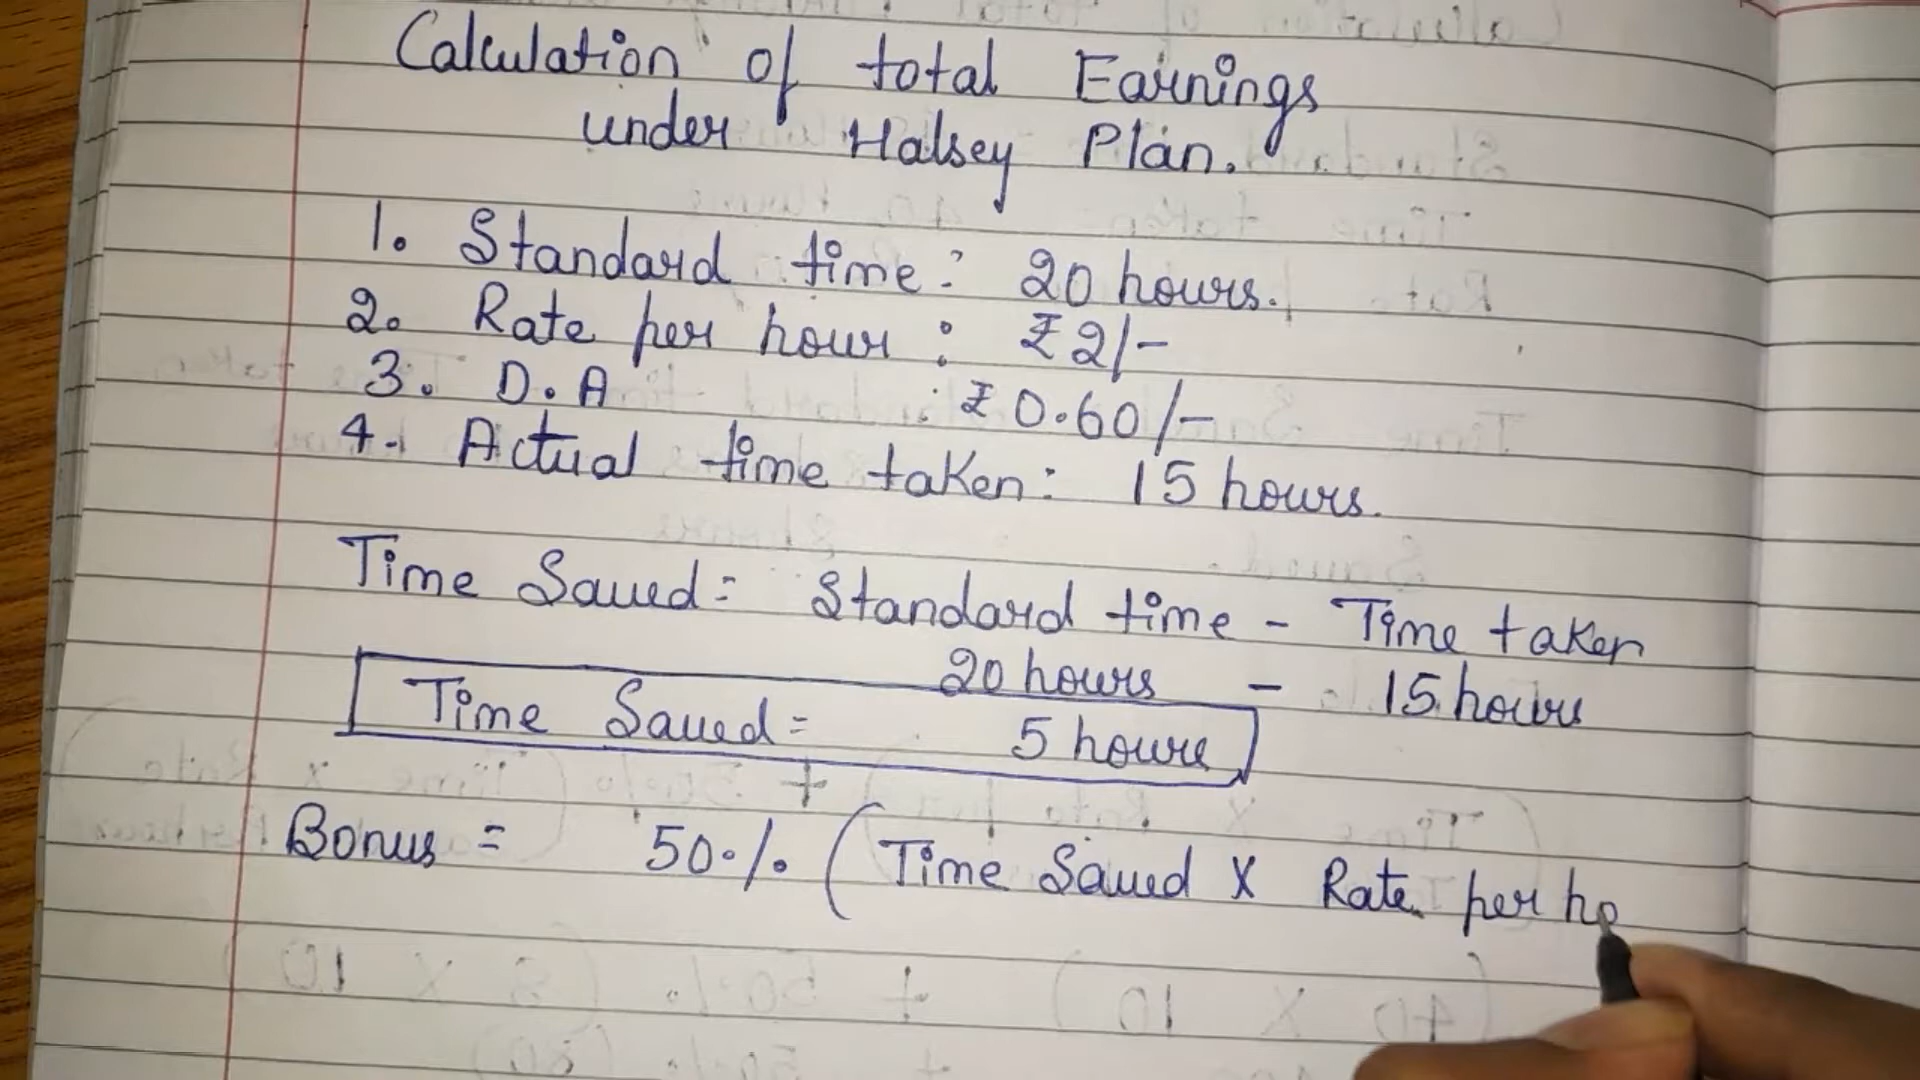 Calculation of total Earnings
under Halsey Plan.
1. Standard time: 20 hours.
2. Rate per hour : ₹2/-
3. D.A : ₹0.60/-
4. Actual time taken: 15 hours.
Time Saved = Standard time - Time taken
20 hours - 15 hours
Time Saved = 5 hours
Bonus = 50% (Time Saved X Rate per ho